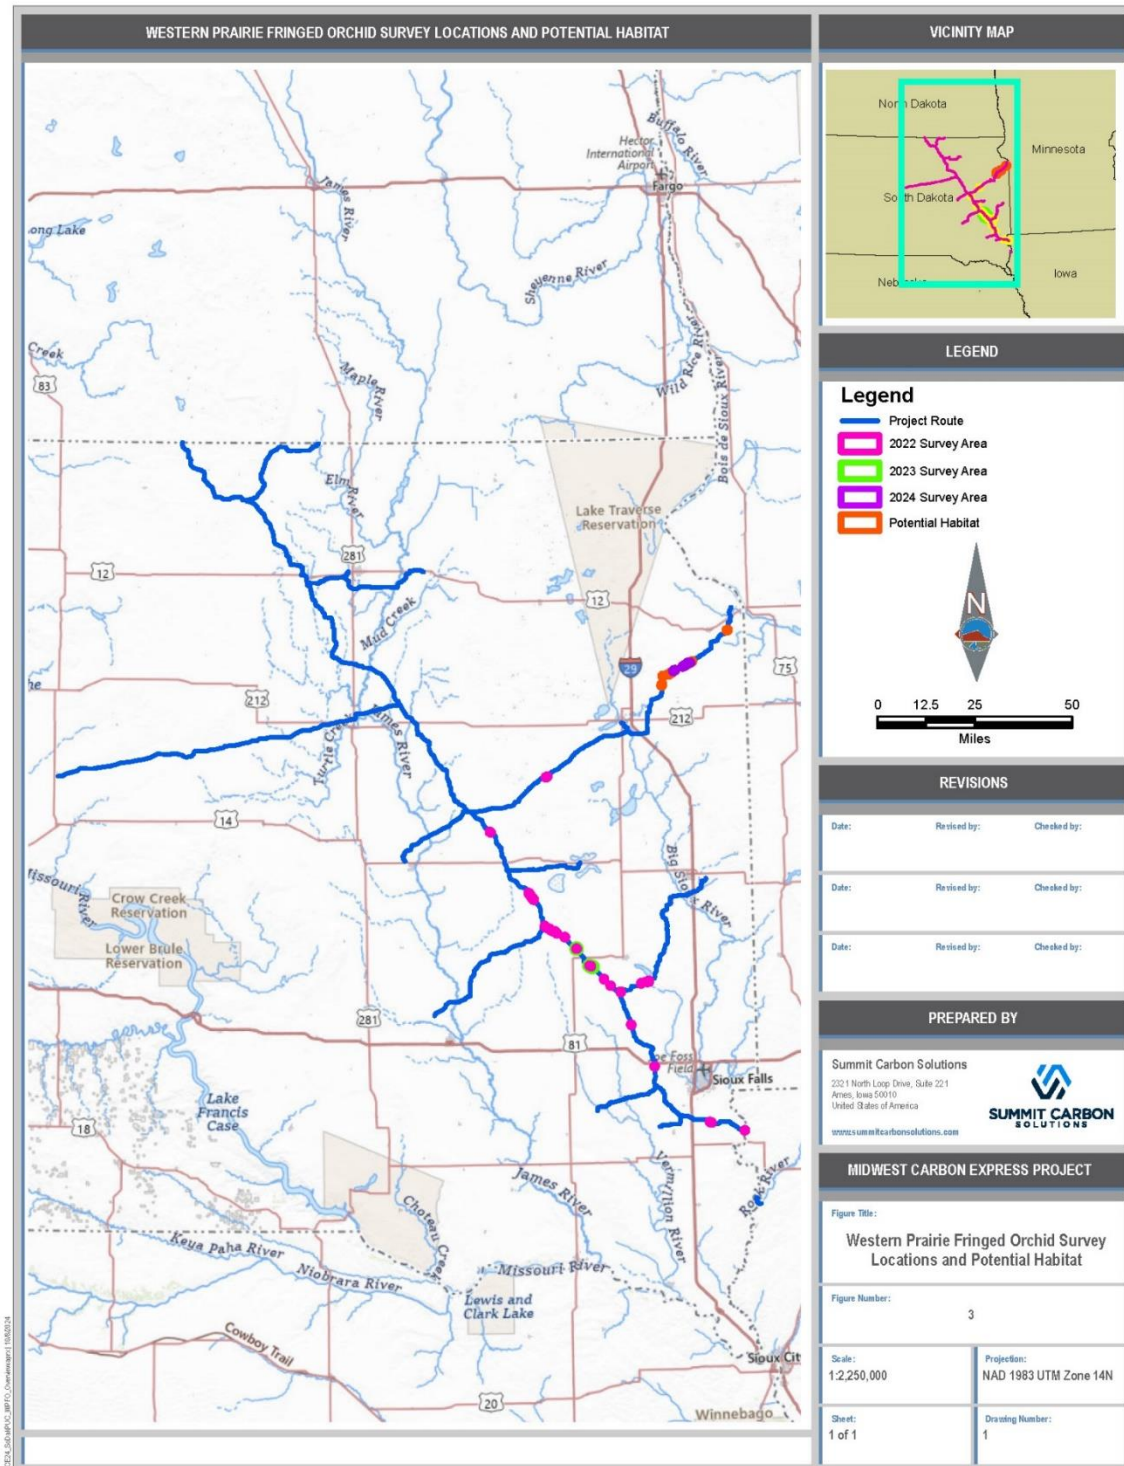 WESTERN PRAIRIE FRINGED ORCHID SURVEY LOCATIONS AND POTENTIAL HABITAT
Buffalo River
Hector
International
Airport
Fargo
James River
Sheyenne River
ong Lake
Wild Rice River
Bois de Sioux River
Creek
83
Maple River
Elm River
Lake Traverse
Reservation
281
12
12
Mud Creek
29
75
he
212
212
Turtle Creek
James River
14
Missouri River
Big Sioux River
Crow Creek
Reservation
Lower Brule
Reservation
281
81
oe Foss
Field
Sioux Falls
Lake
Francis
Case
18
James River
Vermillion River
Rock River
Choteau Creek
Keya Paha River
Niobrara River
Missouri River
Lewis and
Clark Lake
Cowboy Trail
Sioux Cit
20
Winnebago
VICINITY MAP
North Dakota
Minnesota
South Dakota
Iowa
Nebraska
LEGEND
Legend
Project Route
2022 Survey Area
2023 Survey Area
2024 Survey Area
Potential Habitat
N
0 12.5 25 50
Miles
REVISIONS
Date: Revised by: Checked by:
Date: Revised by: Checked by:
Date: Revised by: Checked by:
PREPARED BY
Summit Carbon Solutions
2321 North Loop Drive, Suite 221
Ames, Iowa 50010
United States of America
www.summitcarbonsolutions.com
SUMMIT CARBON
SOLUTIONS
MIDWEST CARBON EXPRESS PROJECT
Figure Title:
Western Prairie Fringed Orchid Survey
Locations and Potential Habitat
Figure Number:
3
Scale:
1:2,250,000
Projection:
NAD 1983 UTM Zone 14N
Sheet:
1 of 1
Drawing Number:
1